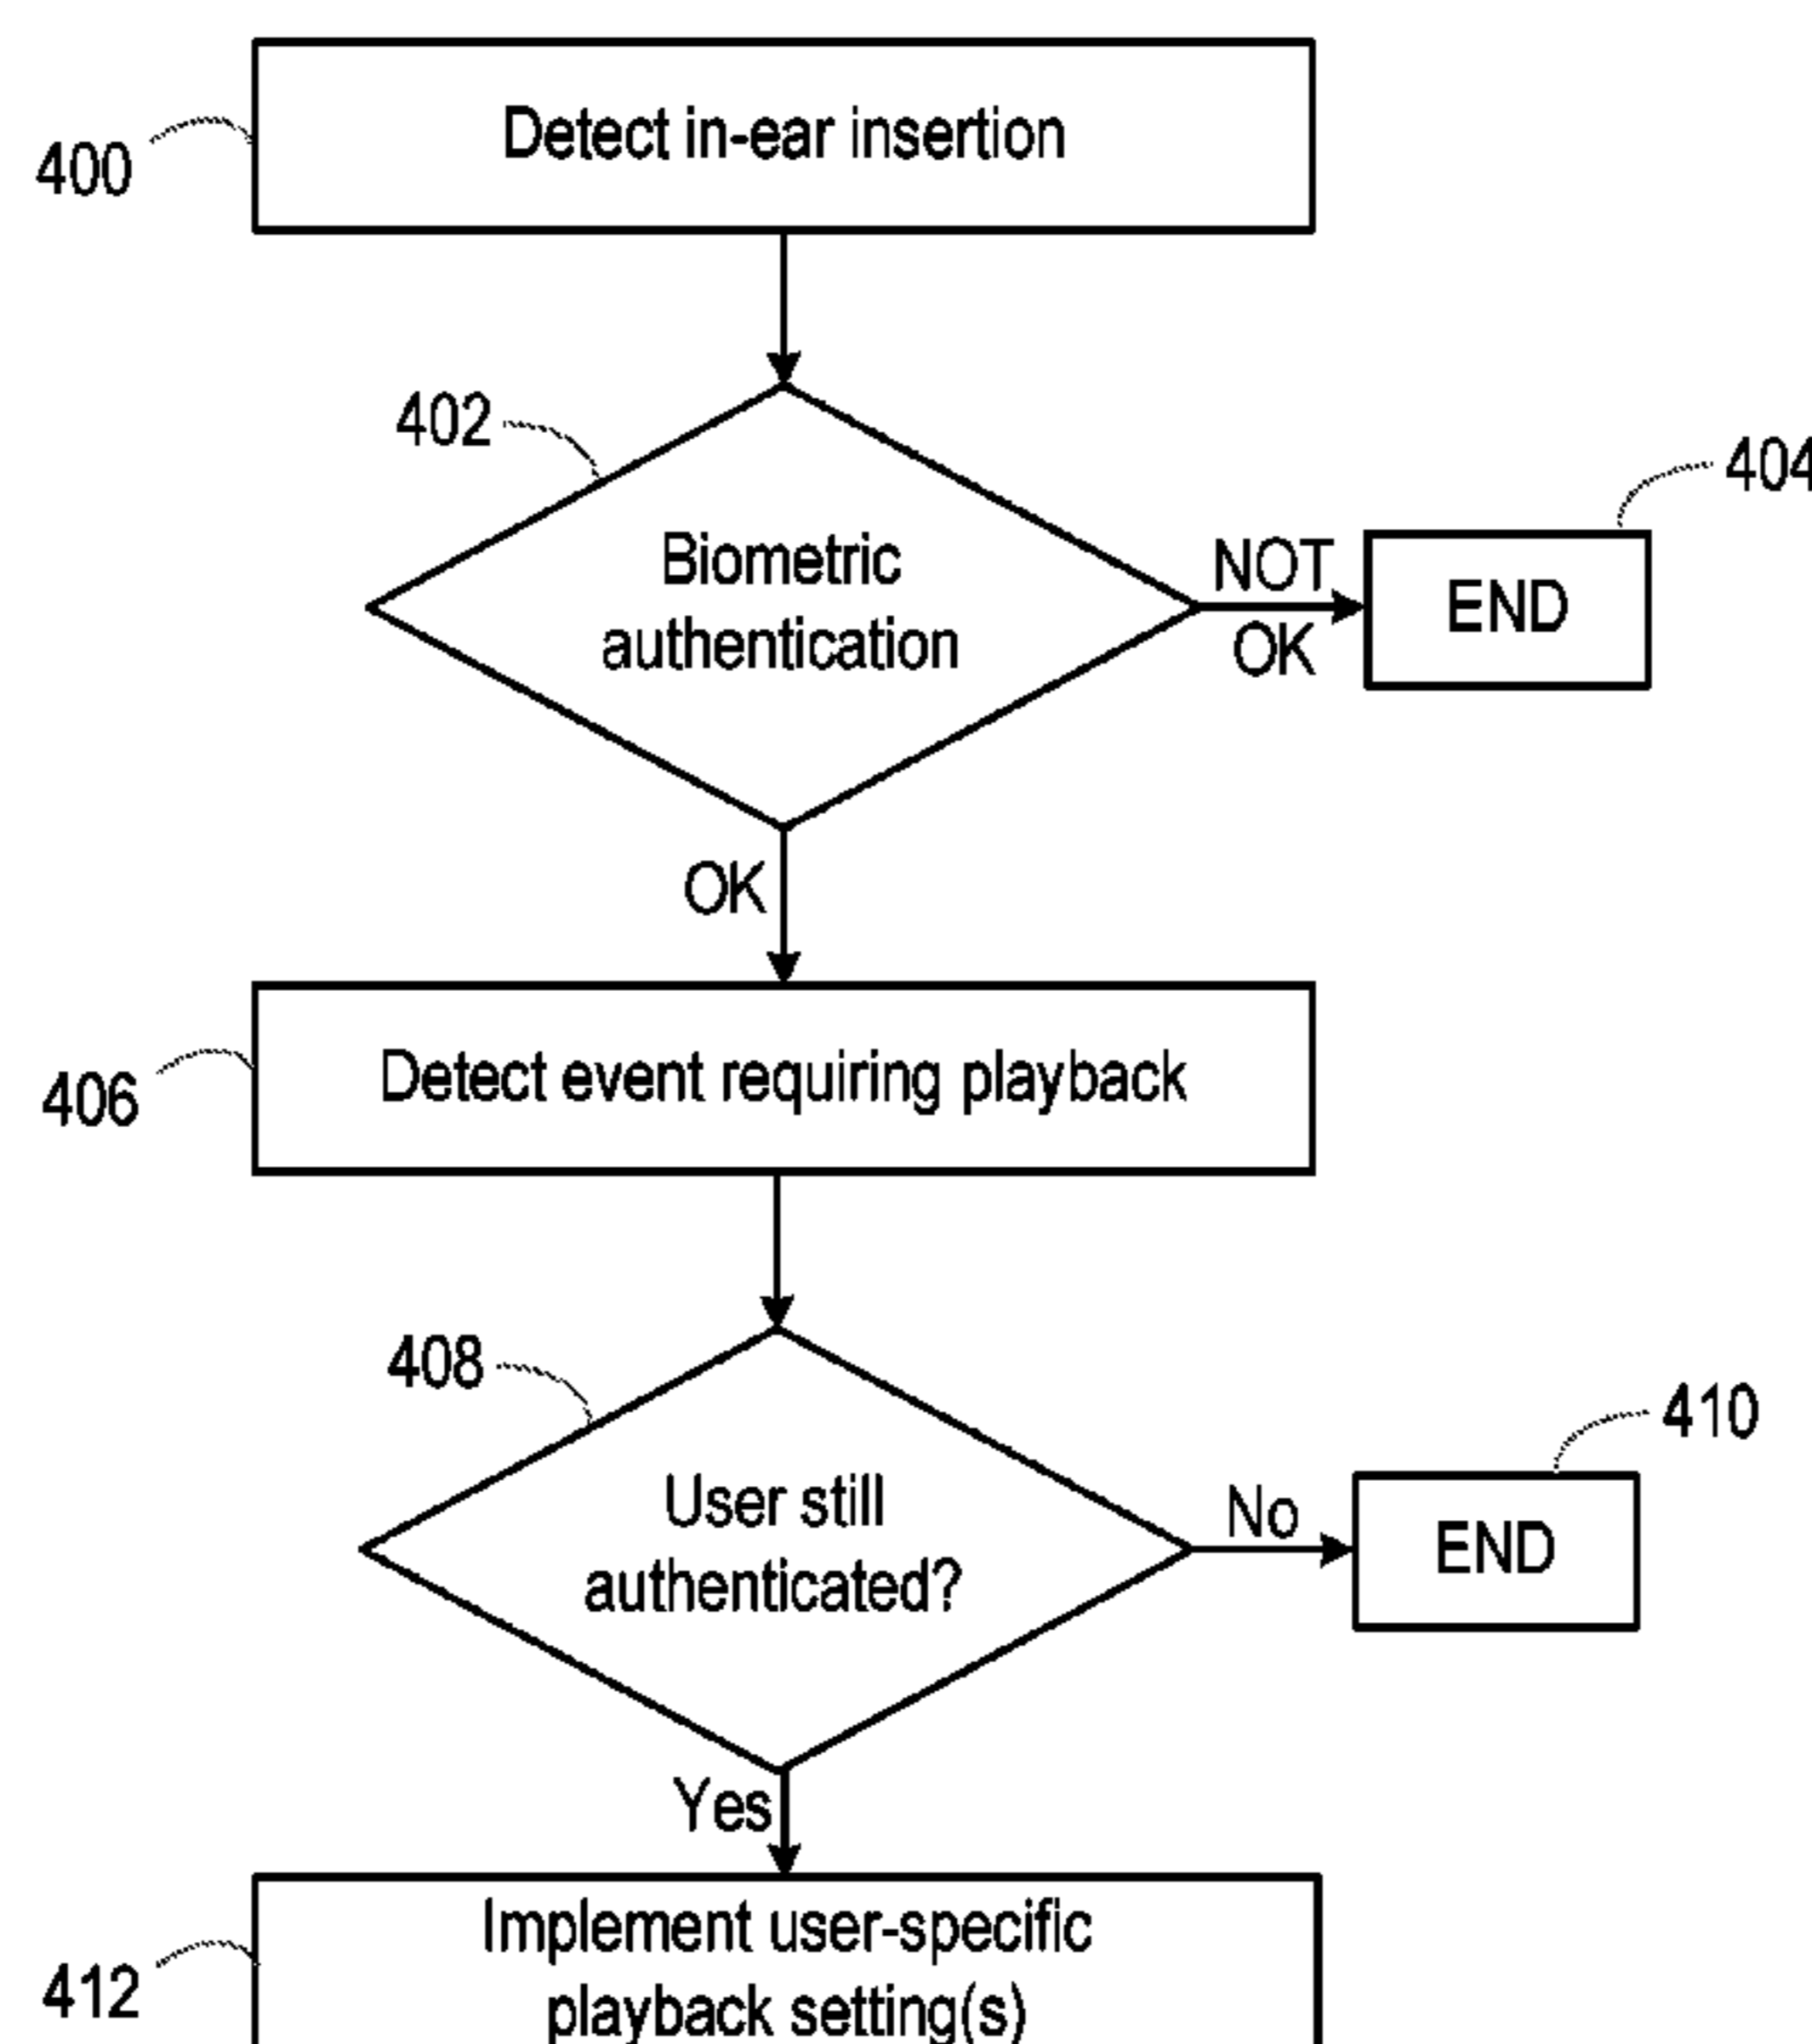 Detect in-ear insertion
400
402
404
Biometric
authentication
NOT
OK
END
OK
Detect event requiring playback
406
408
410
User still
authenticated?
No
END
Yes
Implement user-specific
playback setting(s)
412